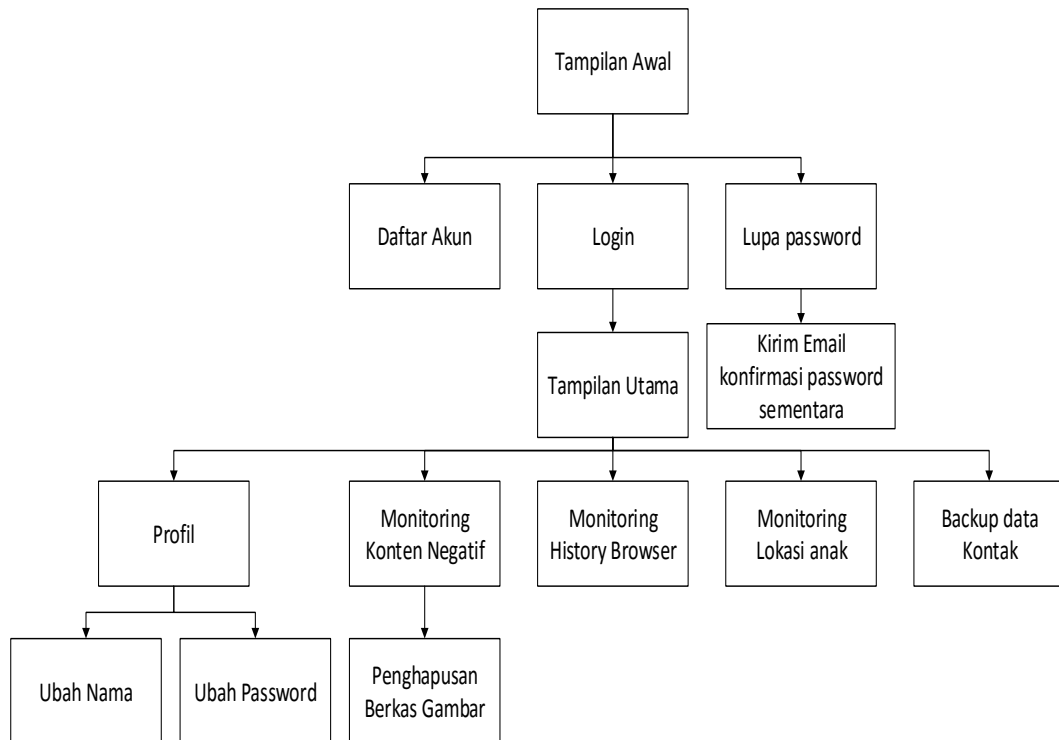 Tampilan Awal
Daftar Akun
Login
Lupa password
Kirim Email
konfirmasi password
sementara
Tampilan Utama
Profil
Monitoring
Konten Negatif
Monitoring
History Browser
Monitoring
Lokasi anak
Backup data
Kontak
Ubah Nama
Ubah Password
Penghapusan
Berkas Gambar